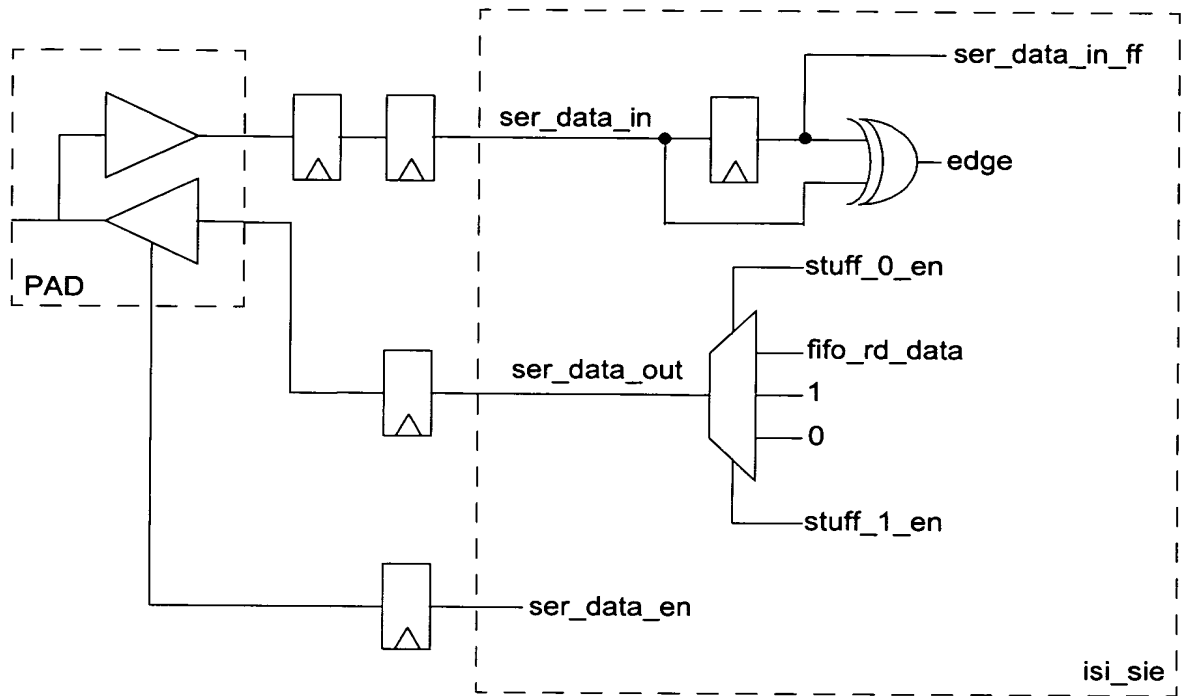 ser_data_in_ff
ser_data_in
edge
PAD
stuff_0_en
fifo_rd_data
ser_data_out
1
0
stuff_1_en
ser_data_en
isi_sie